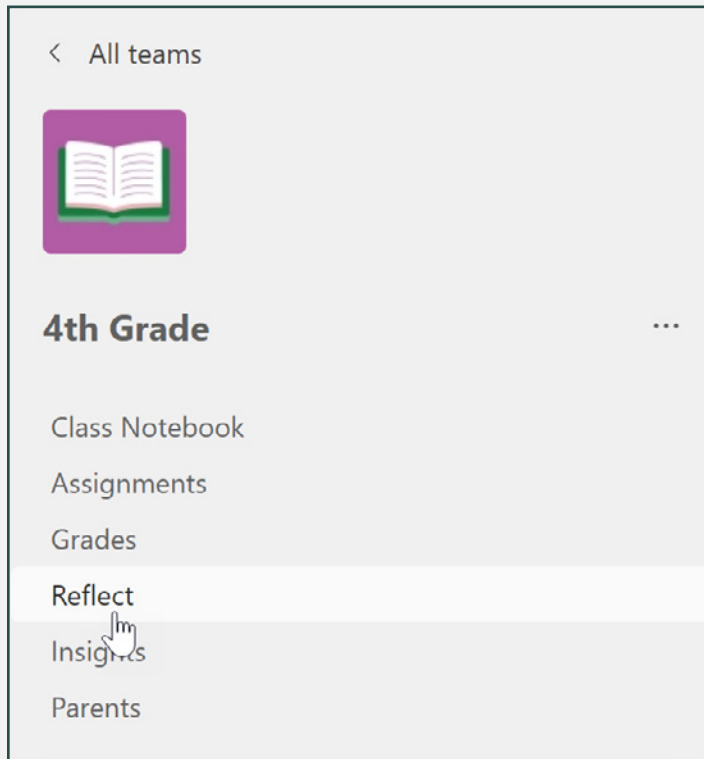 All teams
4th Grade
...
Class Notebook
Assignments
Grades
Reflect
Insights
Parents